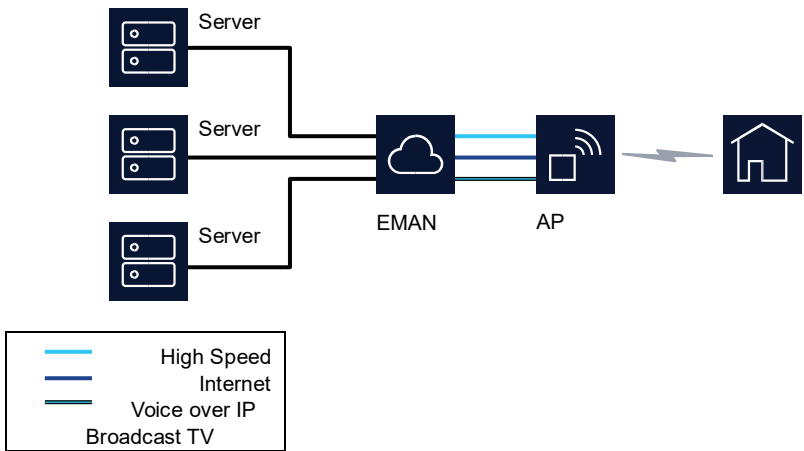 Server
Server
Server
EMAN
AP
High Speed
Internet
Voice over IP
Broadcast TV